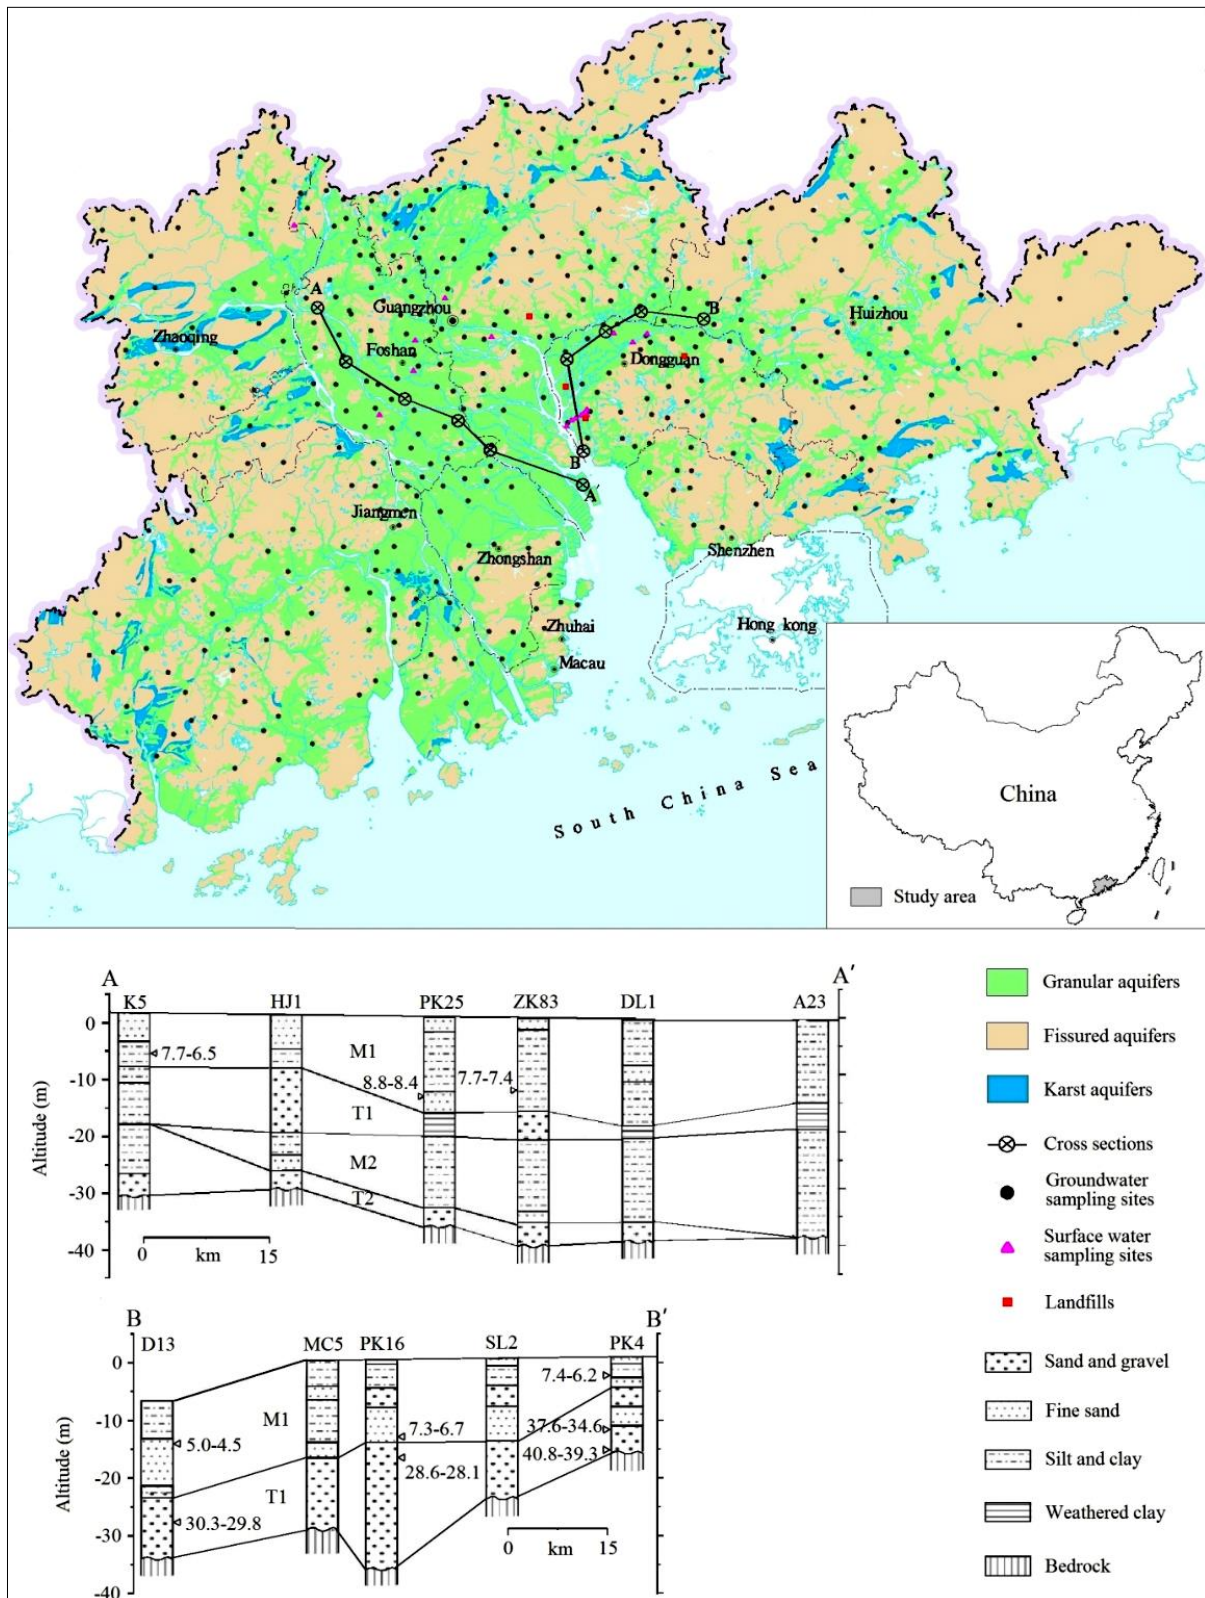 A
B
Guangzhou
Huizhou
Zhaoqing
Foshan
Dongguan
B
A'
Jiangmen
Zhongshan
Shenzhen
Zhuhai
Hong kong
Macau
South China Sea
China
Study area
A
A'
K5
HJ1
PK25
ZK83
DL1
A23
0
-10
-20
-30
-40
Altitude (m)
7.7-6.5
M1
8.8-8.4
7.7-7.4
T1
M2
T2
0
km
15
B
B'
D13
MC5
PK16
SL2
PK4
0
-10
-20
-30
-40
Altitude (m)
7.4-6.2
M1
5.0-4.5
7.3-6.7
37.6-34.6
28.6-28.1
40.8-39.3
T1
30.3-29.8
0
km
15
Granular aquifers
Fissured aquifers
Karst aquifers
Cross sections
Groundwater
sampling sites
Surface water
sampling sites
Landfills
Sand and gravel
Fine sand
Silt and clay
Weathered clay
Bedrock